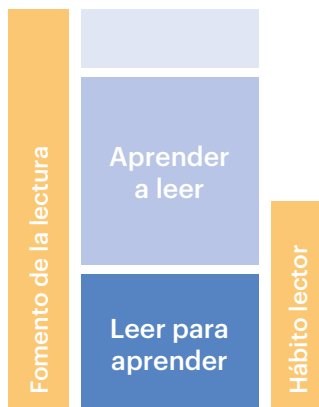 Fomento de la lectura
Aprender
a leer
Leer para
aprender
Hábito lector